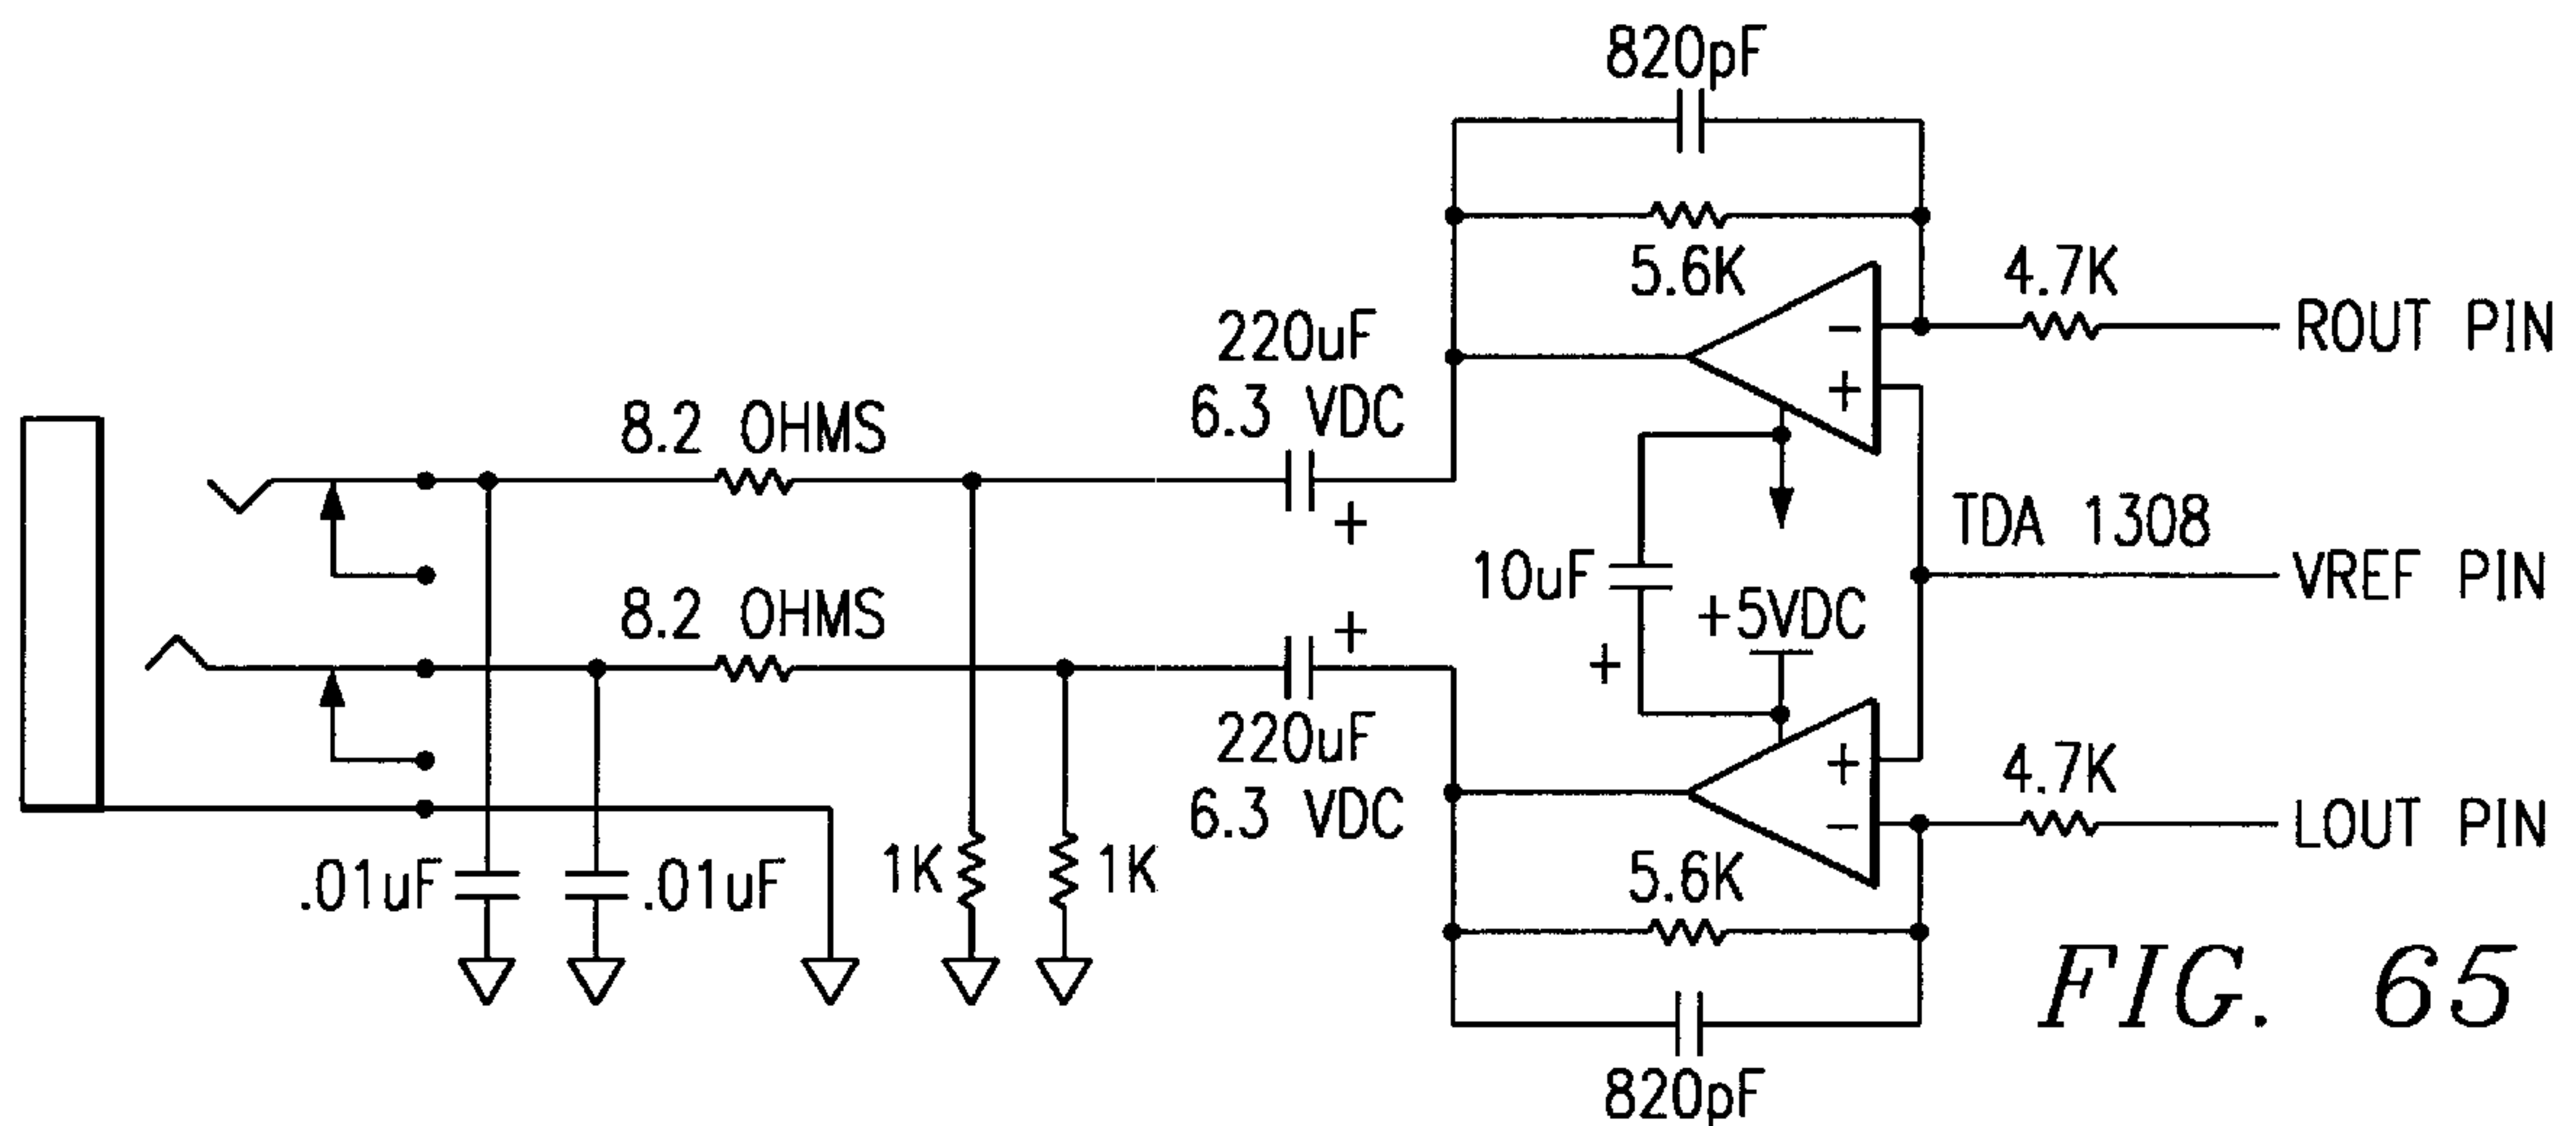 820pF
5.6K
4.7K
ROUT PIN
220uF
6.3 VDC
−
+
8.2 OHMS
+
TDA 1308
10uF
VREF PIN
8.2 OHMS
+
+5VDC
+
220uF
6.3 VDC
+
−
4.7K
LOUT PIN
.01uF
.01uF
1K
1K
5.6K
820pF
FIG. 65